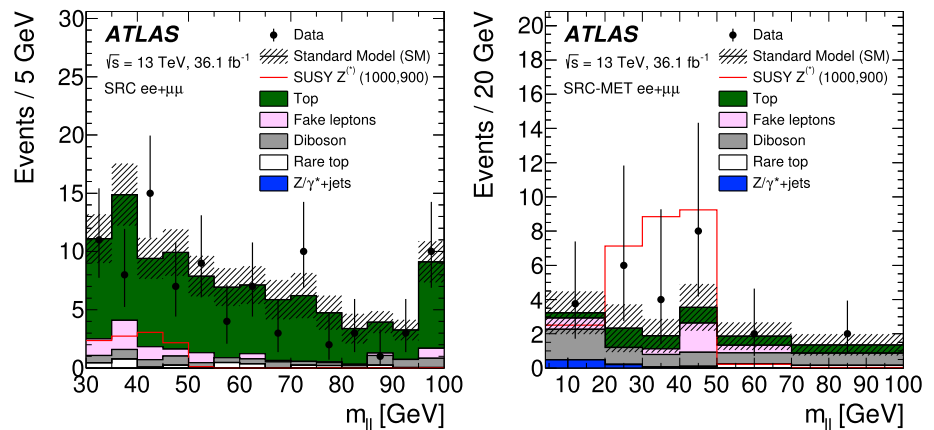 Events / 5 GeV
30
25
20
15
10
5
0
ATLAS
√s = 13 TeV, 36.1 fb⁻¹
SRC ee+μμ
Data
Standard Model (SM)
SUSY Z⁽*⁾ (1000,900)
Top
Fake leptons
Diboson
Rare top
Z/γ*+jets
30 40 50 60 70 80 90 100
m_ll [GeV]
Events / 20 GeV
20
18
16
14
12
10
8
6
4
2
0
ATLAS
√s = 13 TeV, 36.1 fb⁻¹
SRC-MET ee+μμ
Data
Standard Model (SM)
SUSY Z⁽*⁾ (1000,900)
Top
Fake leptons
Diboson
Rare top
Z/γ*+jets
10 20 30 40 50 60 70 80 90 100
m_ll [GeV]